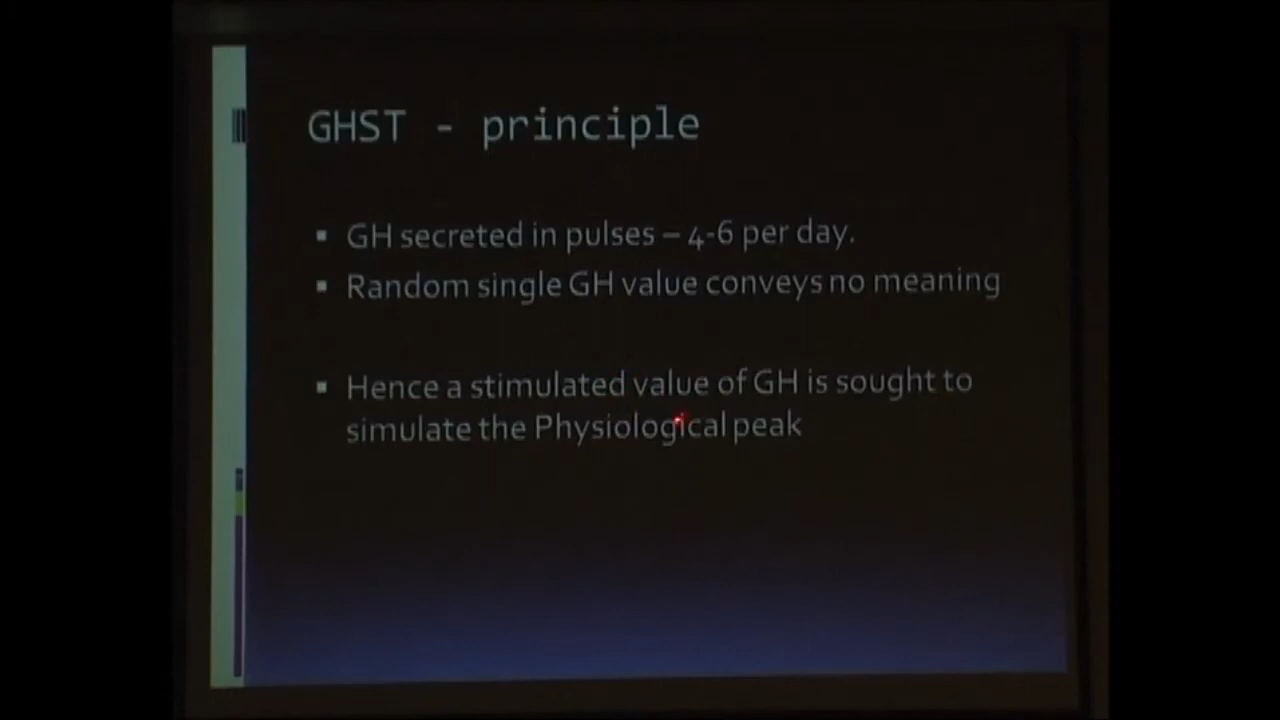 GHST - principle
▪ GH secreted in pulses – 4-6 per day.
▪ Random single GH value conveys no meaning
▪ Hence a stimulated value of GH is sought to
simulate the Physiological peak